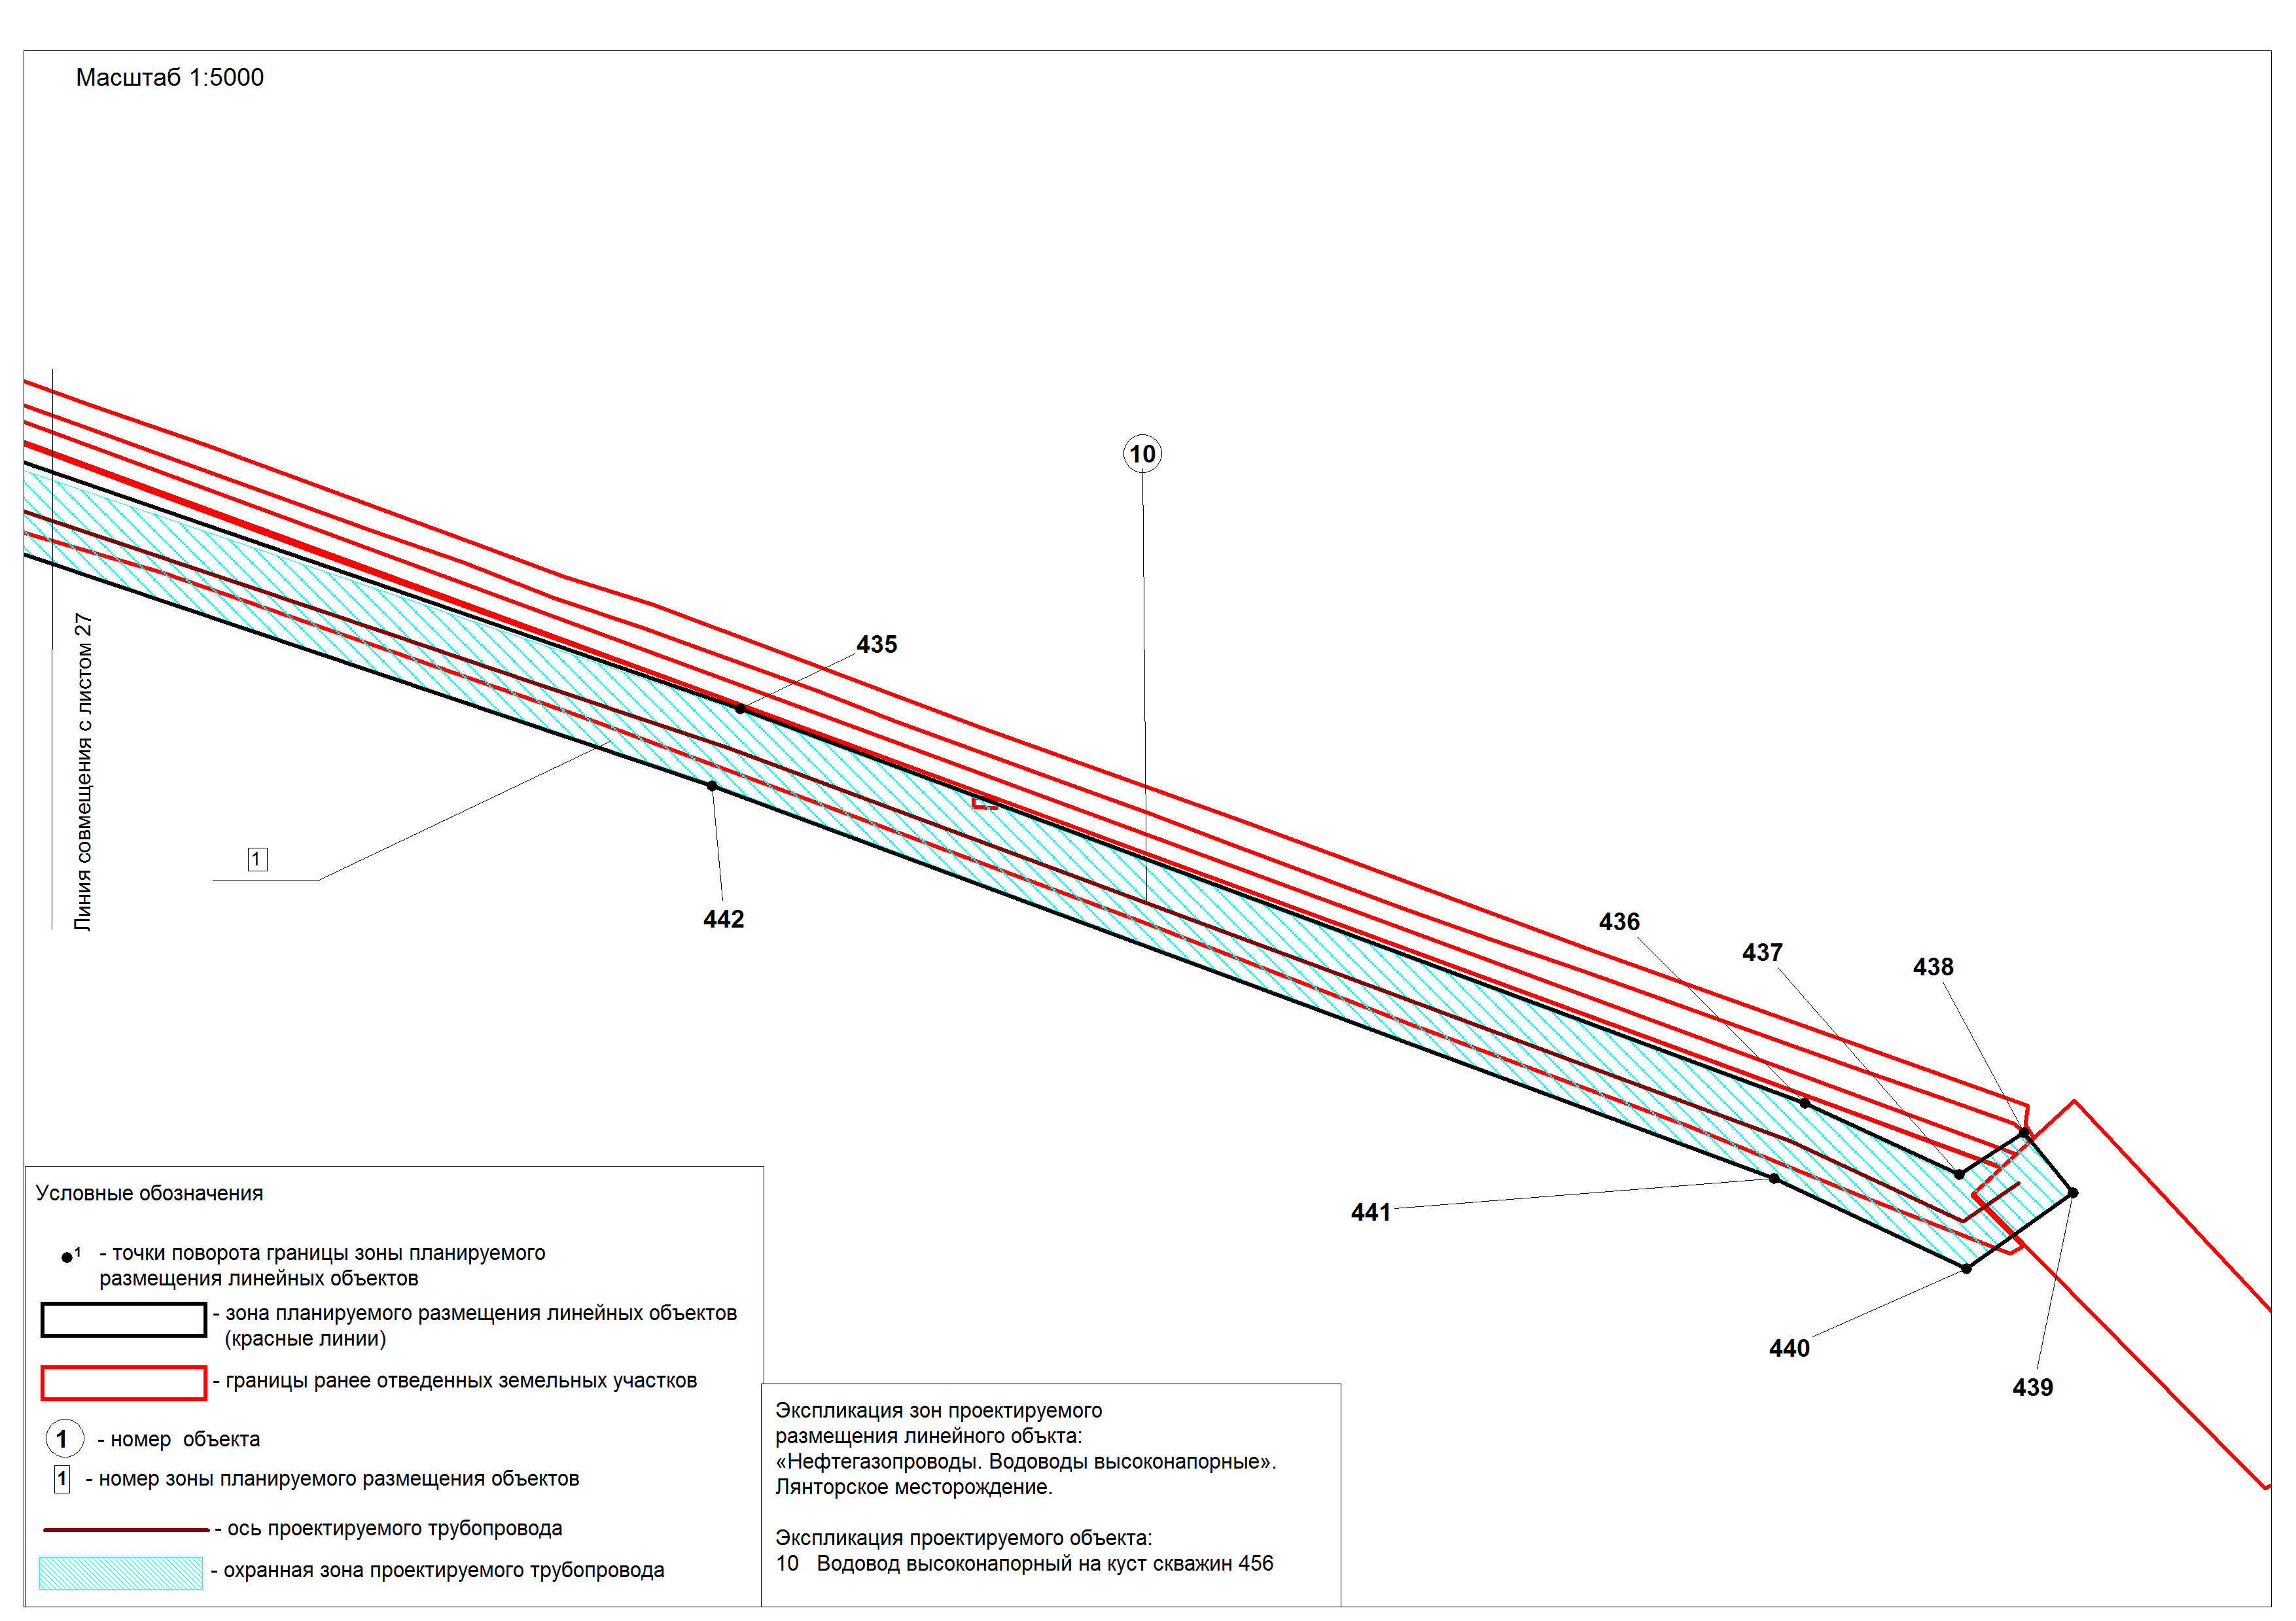 Масштаб 1:5000
10
435
Линия совмещения с листом 27
1
442
436
437
438
441
440
439
Условные обозначения
1 - точки поворота границы зоны планируемого
размещения линейных объектов
- зона планируемого размещения линейных объектов
(красные линии)
- границы ранее отведенных земельных участков
1 - номер объекта
1 - номер зоны планируемого размещения объектов
- ось проектируемого трубопровода
- охранная зона проектируемого трубопровода
Экспликация зон проектируемого
размещения линейного объкта:
«Нефтегазопроводы. Водоводы высоконапорные».
Лянторское месторождение.
Экспликация проектируемого объекта:
10 Водовод высоконапорный на куст скважин 456